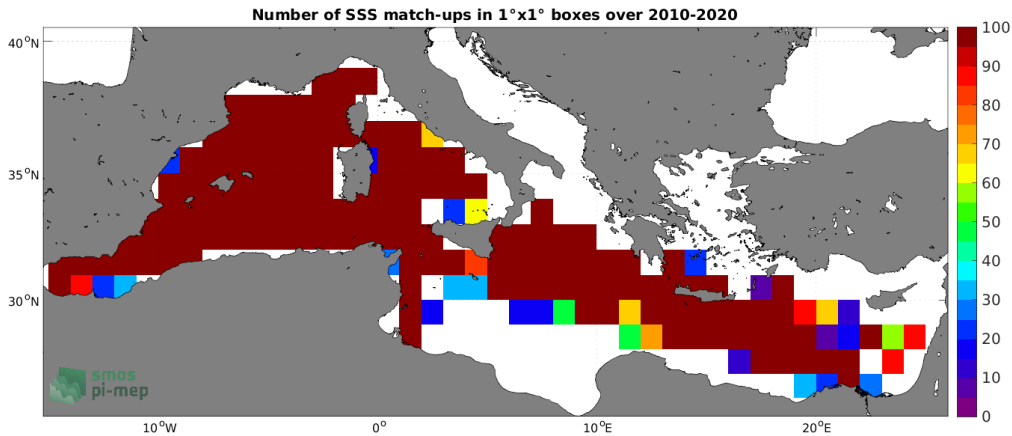 Number of SSS match-ups in 1°x1° boxes over 2010-2020
40°N
35°N
30°N
10°W
0°
10°E
20°E
100
90
80
70
60
50
40
30
20
10
0
smos
pi-mep